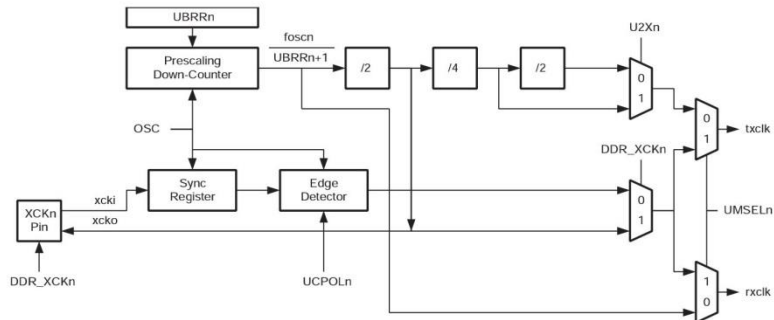 UBRRn
foscn
U2Xn
Prescaling
Down-Counter
UBRRn+1
/2
/4
/2
0
1
OSC
0
1
txclk
DDR_XCKn
xcki
Sync
Register
Edge
Detector
0
1
UMSELn
XCKn
Pin
xcko
DDR_XCKn
UCPOLn
1
0
rxclk